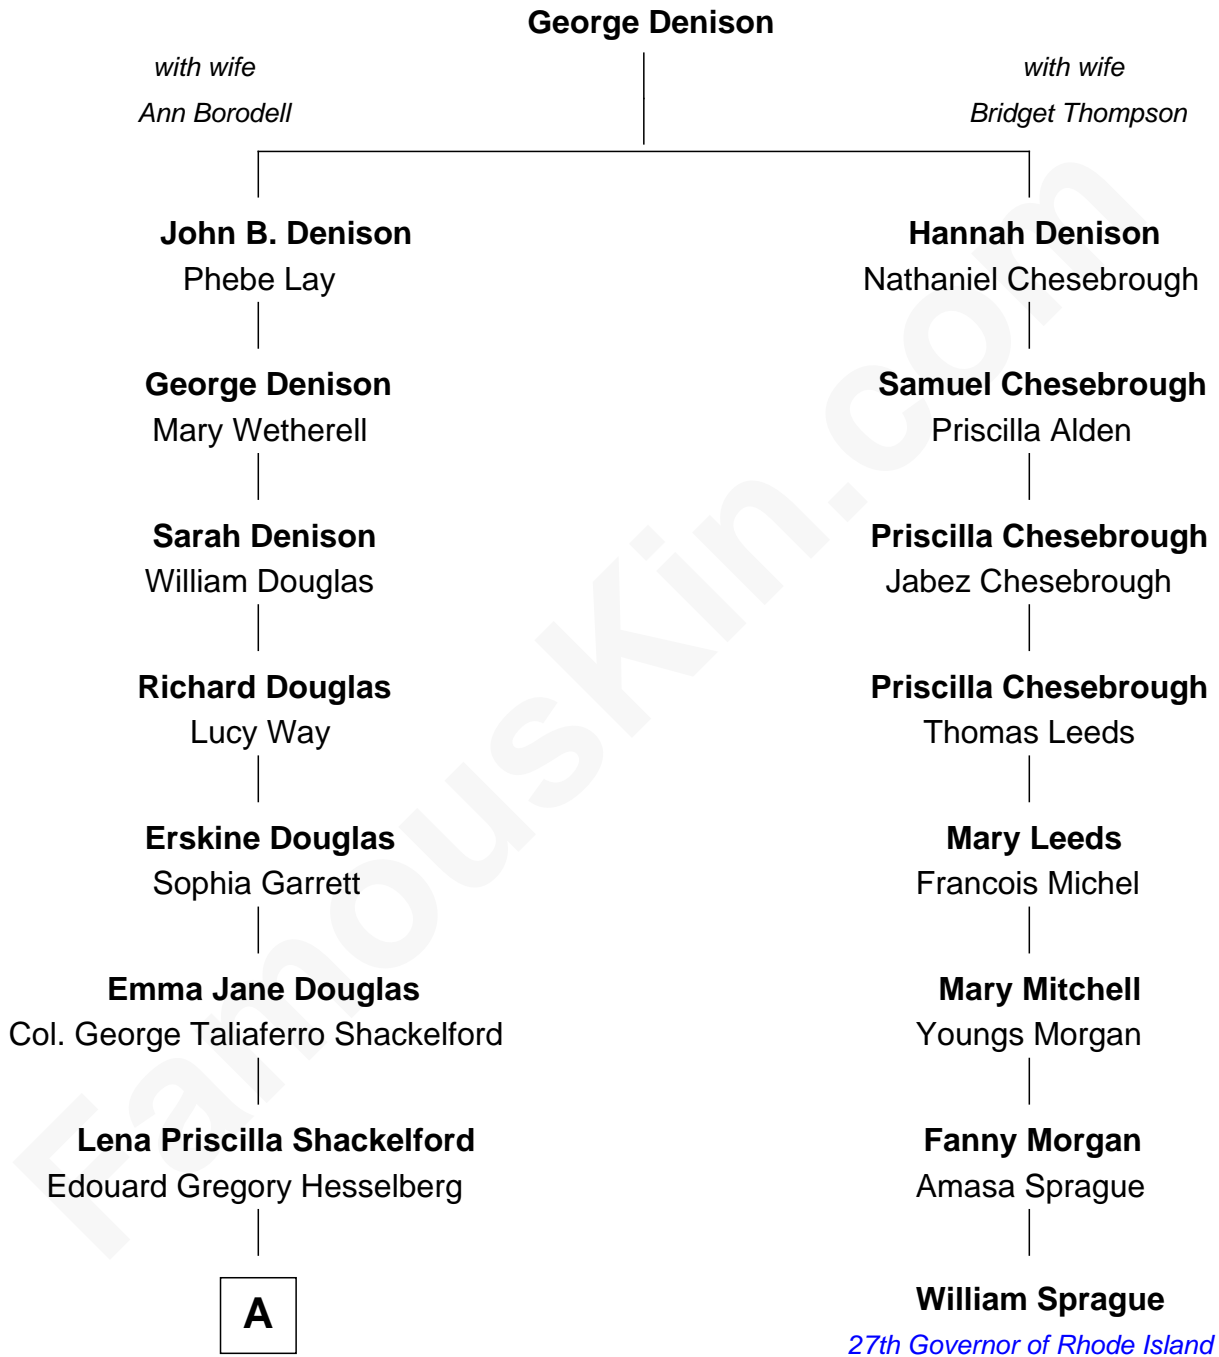 George Denison
with wife
Ann Borodell
with wife
Bridget Thompson
John B. Denison
Phebe Lay
Hannah Denison
Nathaniel Chesebrough
George Denison
Mary Wetherell
Samuel Chesebrough
Priscilla Alden
Sarah Denison
William Douglas
Priscilla Chesebrough
Jabez Chesebrough
Richard Douglas
Lucy Way
Priscilla Chesebrough
Thomas Leeds
Erskine Douglas
Sophia Garrett
Mary Leeds
Francois Michel
Emma Jane Douglas
Col. George Taliaferro Shackelford
Mary Mitchell
Youngs Morgan
Lena Priscilla Shackelford
Edouard Gregory Hesselberg
Fanny Morgan
Amasa Sprague
A
William Sprague
27th Governor of Rhode Island
FamousKin.com